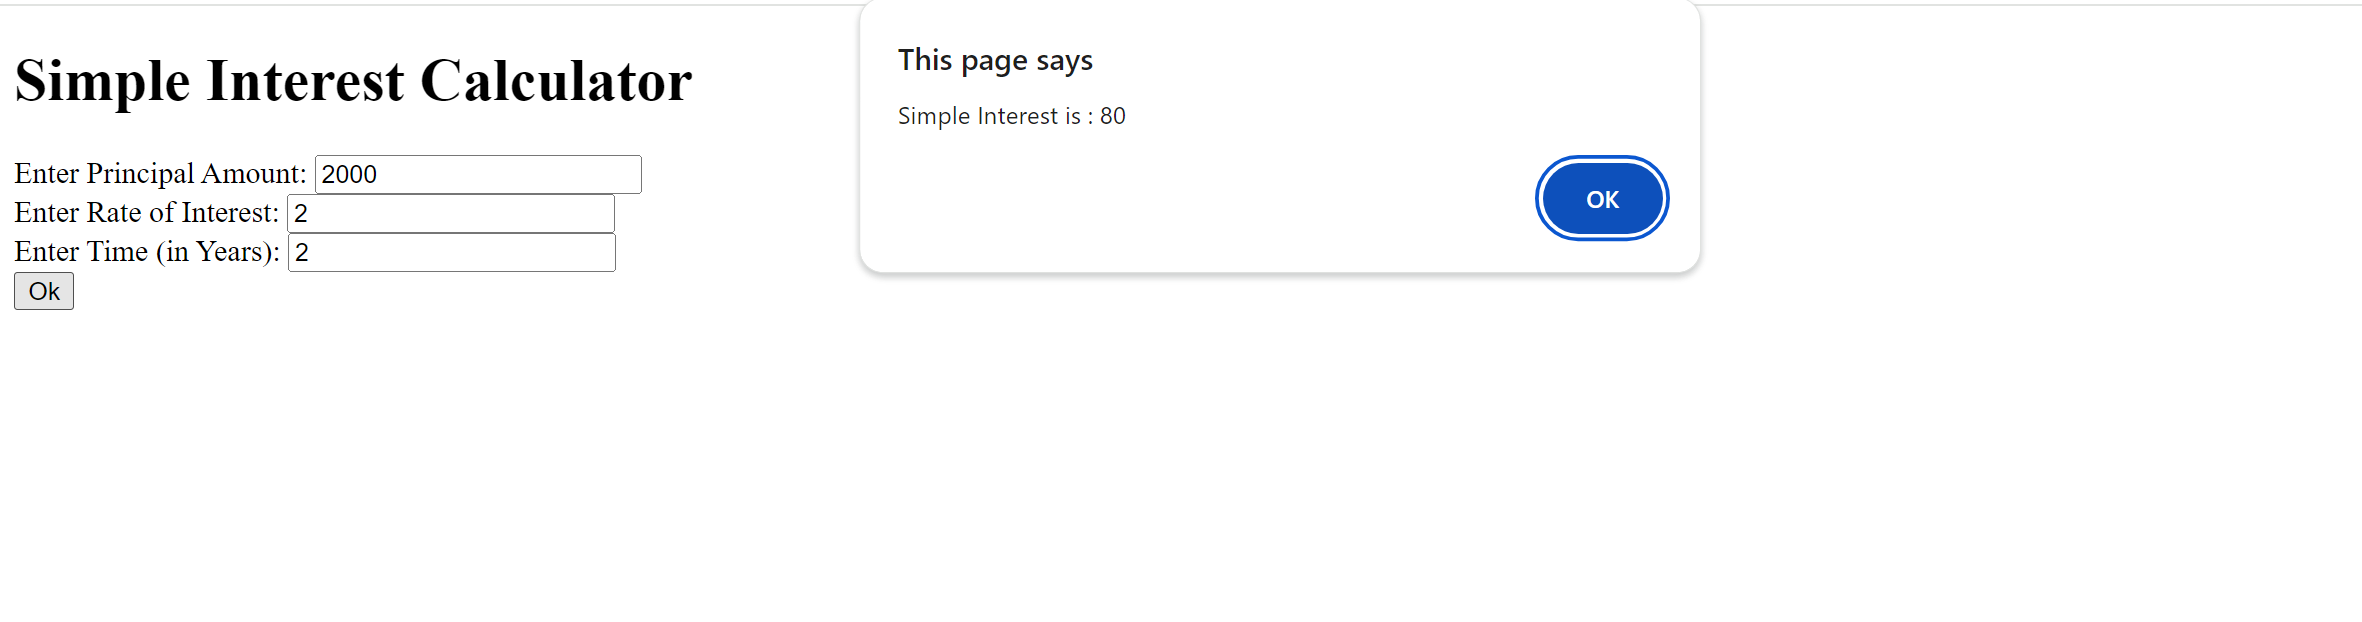 Simple Interest Calculator
Enter Principal Amount: 2000
Enter Rate of Interest: 2
Enter Time (in Years): 2
Ok
This page says
Simple Interest is : 80
OK